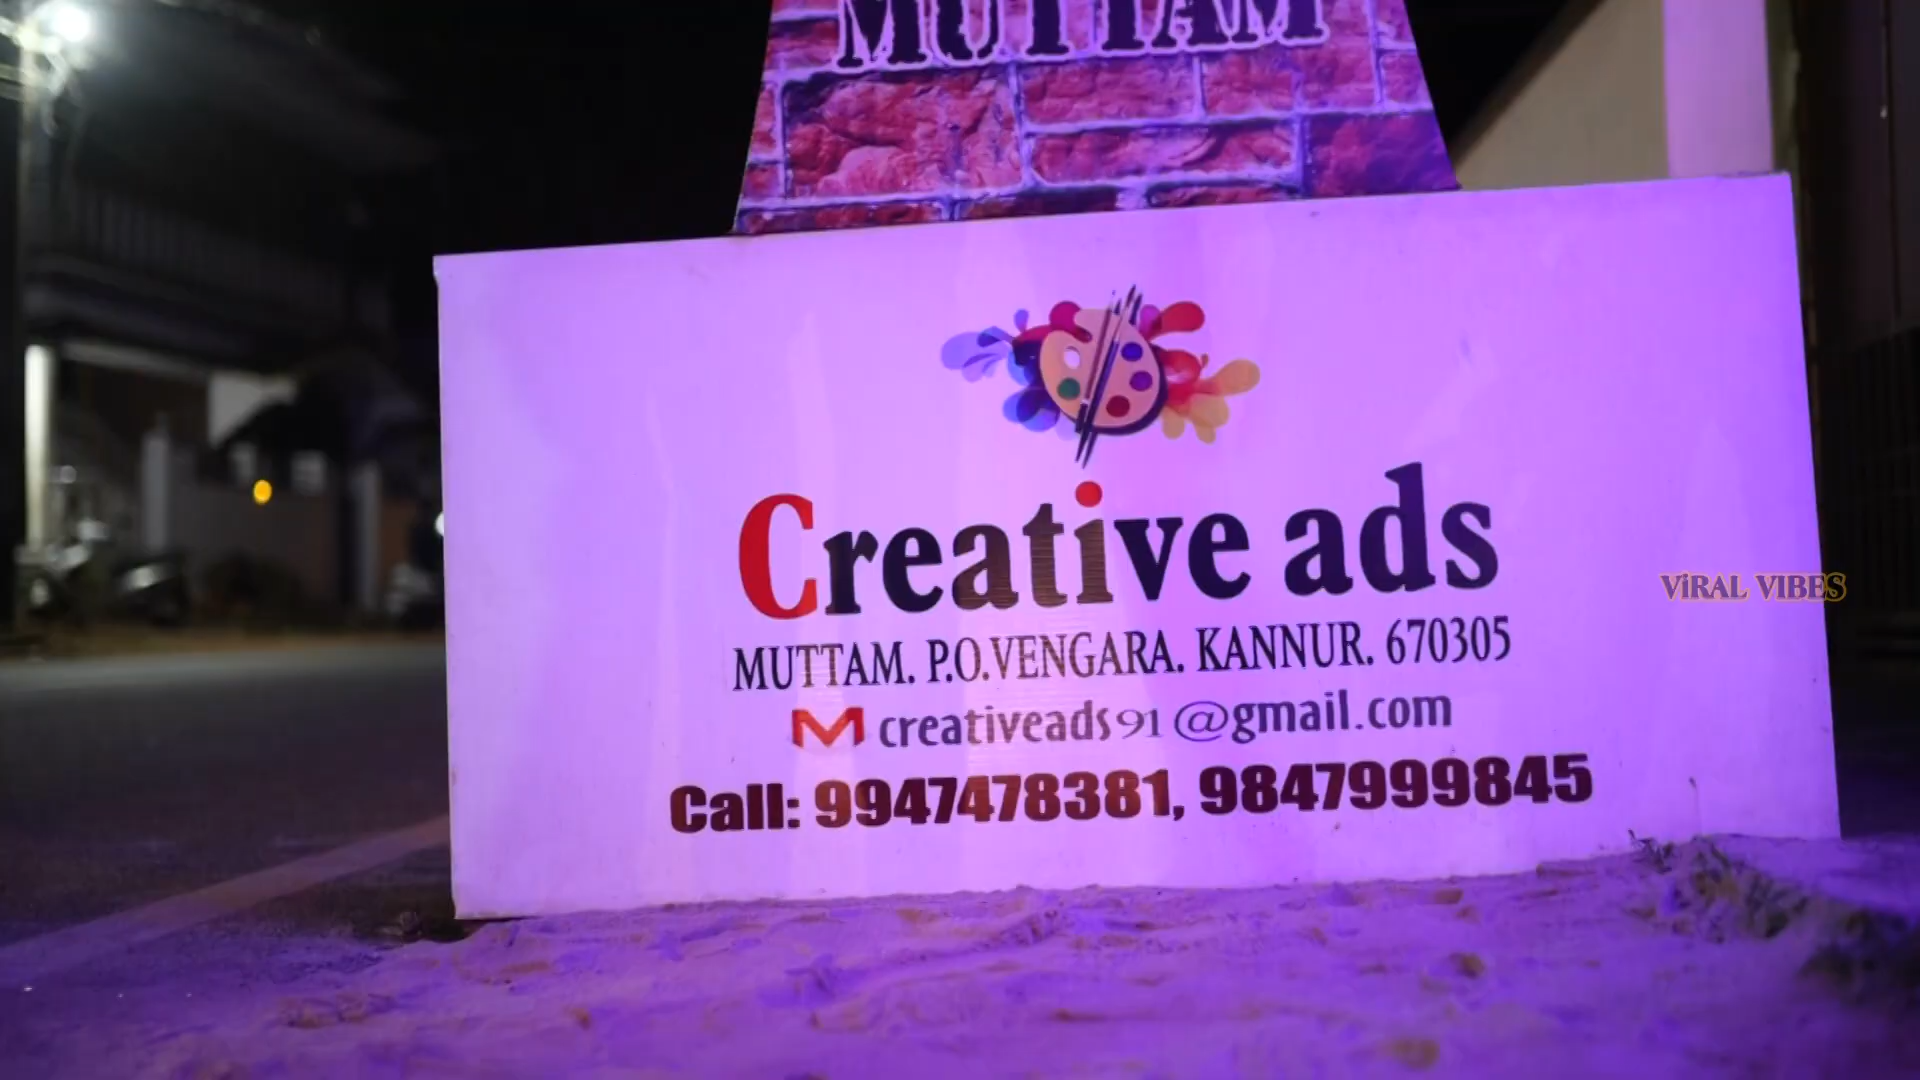 MUTTAM
Creative ads
MUTTAM. P.O.VENGARA. KANNUR. 670305
M creativeads91@gmail.com
Call: 9947478381, 9847999845
ViRAL VIBES